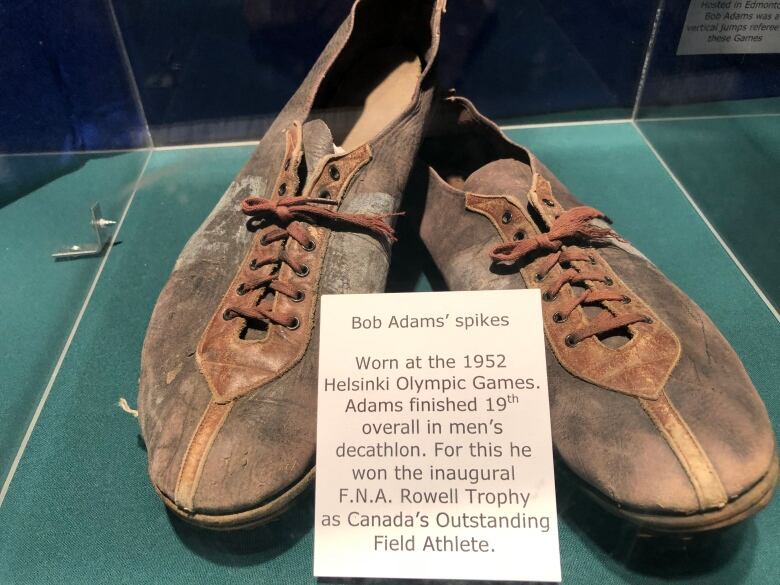 Hosted in Edmonton
Bob Adams was a
vertical jumps referee
these Games
Bob Adams' spikes
Worn at the 1952
Helsinki Olympic Games.
Adams finished 19th
overall in men's
decathlon. For this he
won the inaugural
F.N.A. Rowell Trophy
as Canada's Outstanding
Field Athlete.